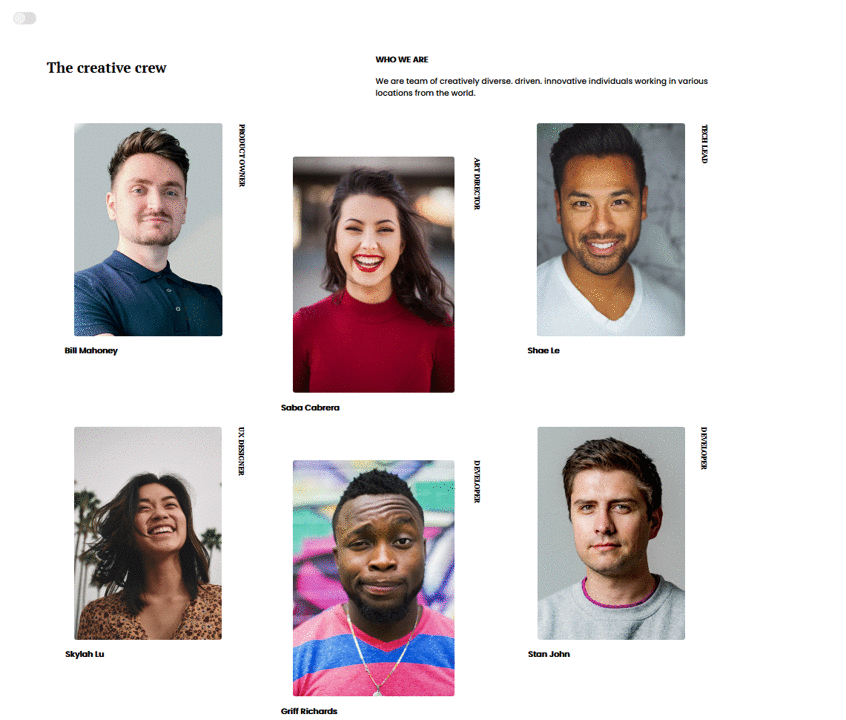 The creative crew
WHO WE ARE
We are team of creatively diverse. driven. innovative individuals working in various
locations from the world.
PRODUCT OWNER
Bill Mahoney
ART DIRECTOR
Saba Cabrera
TECH LEAD
Shae Le
UX DESIGNER
Skylah Lu
DEVELOPER
Griff Richards
DEVELOPER
Stan John